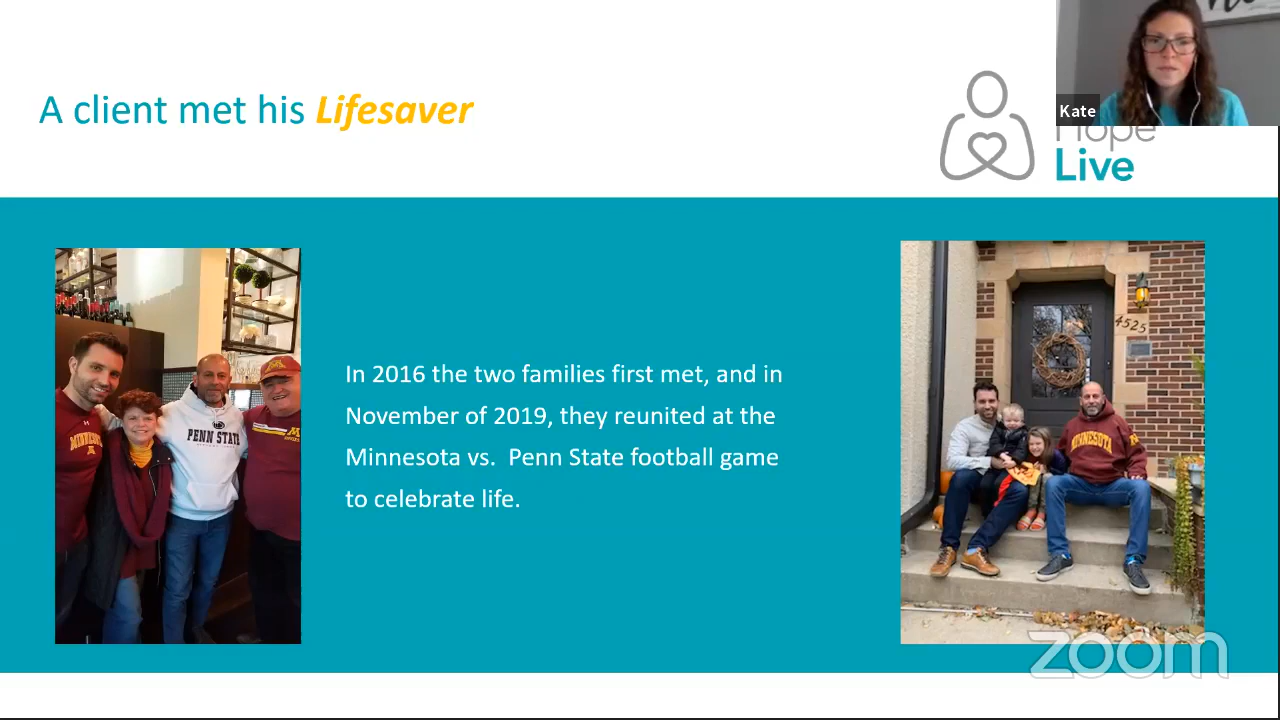 A client met his Lifesaver
Kate
Hope
Live
MINNESOTA
M
PENN STATE
M
4525
MINNESOTA
M
In 2016 the two families first met, and in
November of 2019, they reunited at the
Minnesota vs. Penn State football game
to celebrate life.
zoom